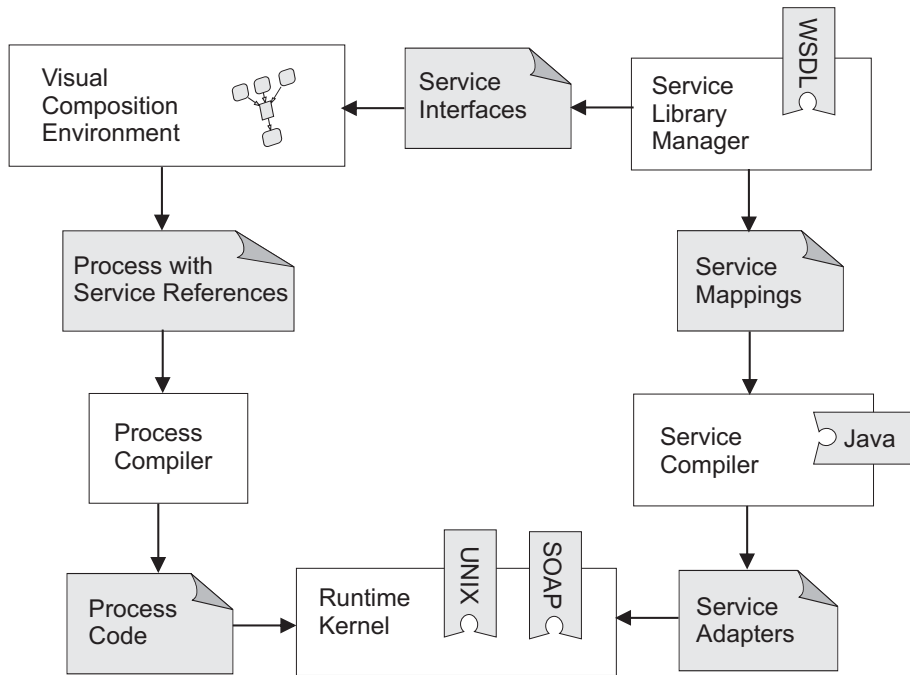 Visual
Composition
Environment
Service
Interfaces
Service
Library
Manager
WSDL
Process with
Service References
Service
Mappings
Process
Compiler
Service
Compiler
Java
Process
Code
Runtime
Kernel
UNIX
SOAP
Service
Adapters